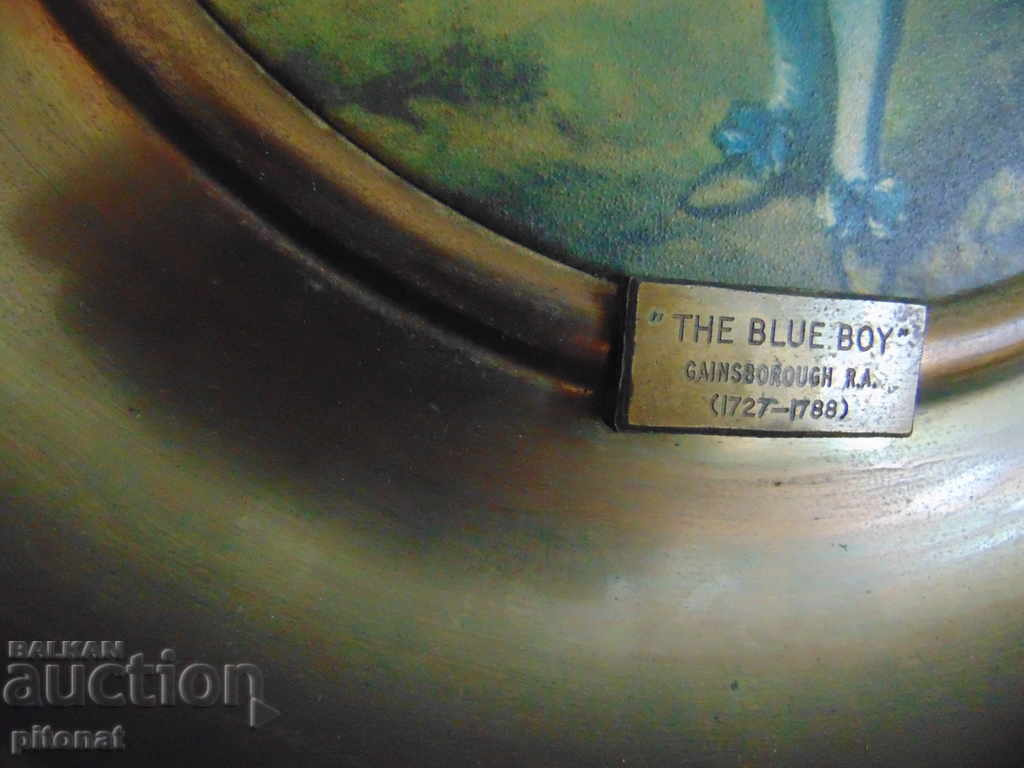 "THE BLUE BOY"
GAINSBOROUGH R.A.
(1727—1788)
BALKAN
auction
pitonat